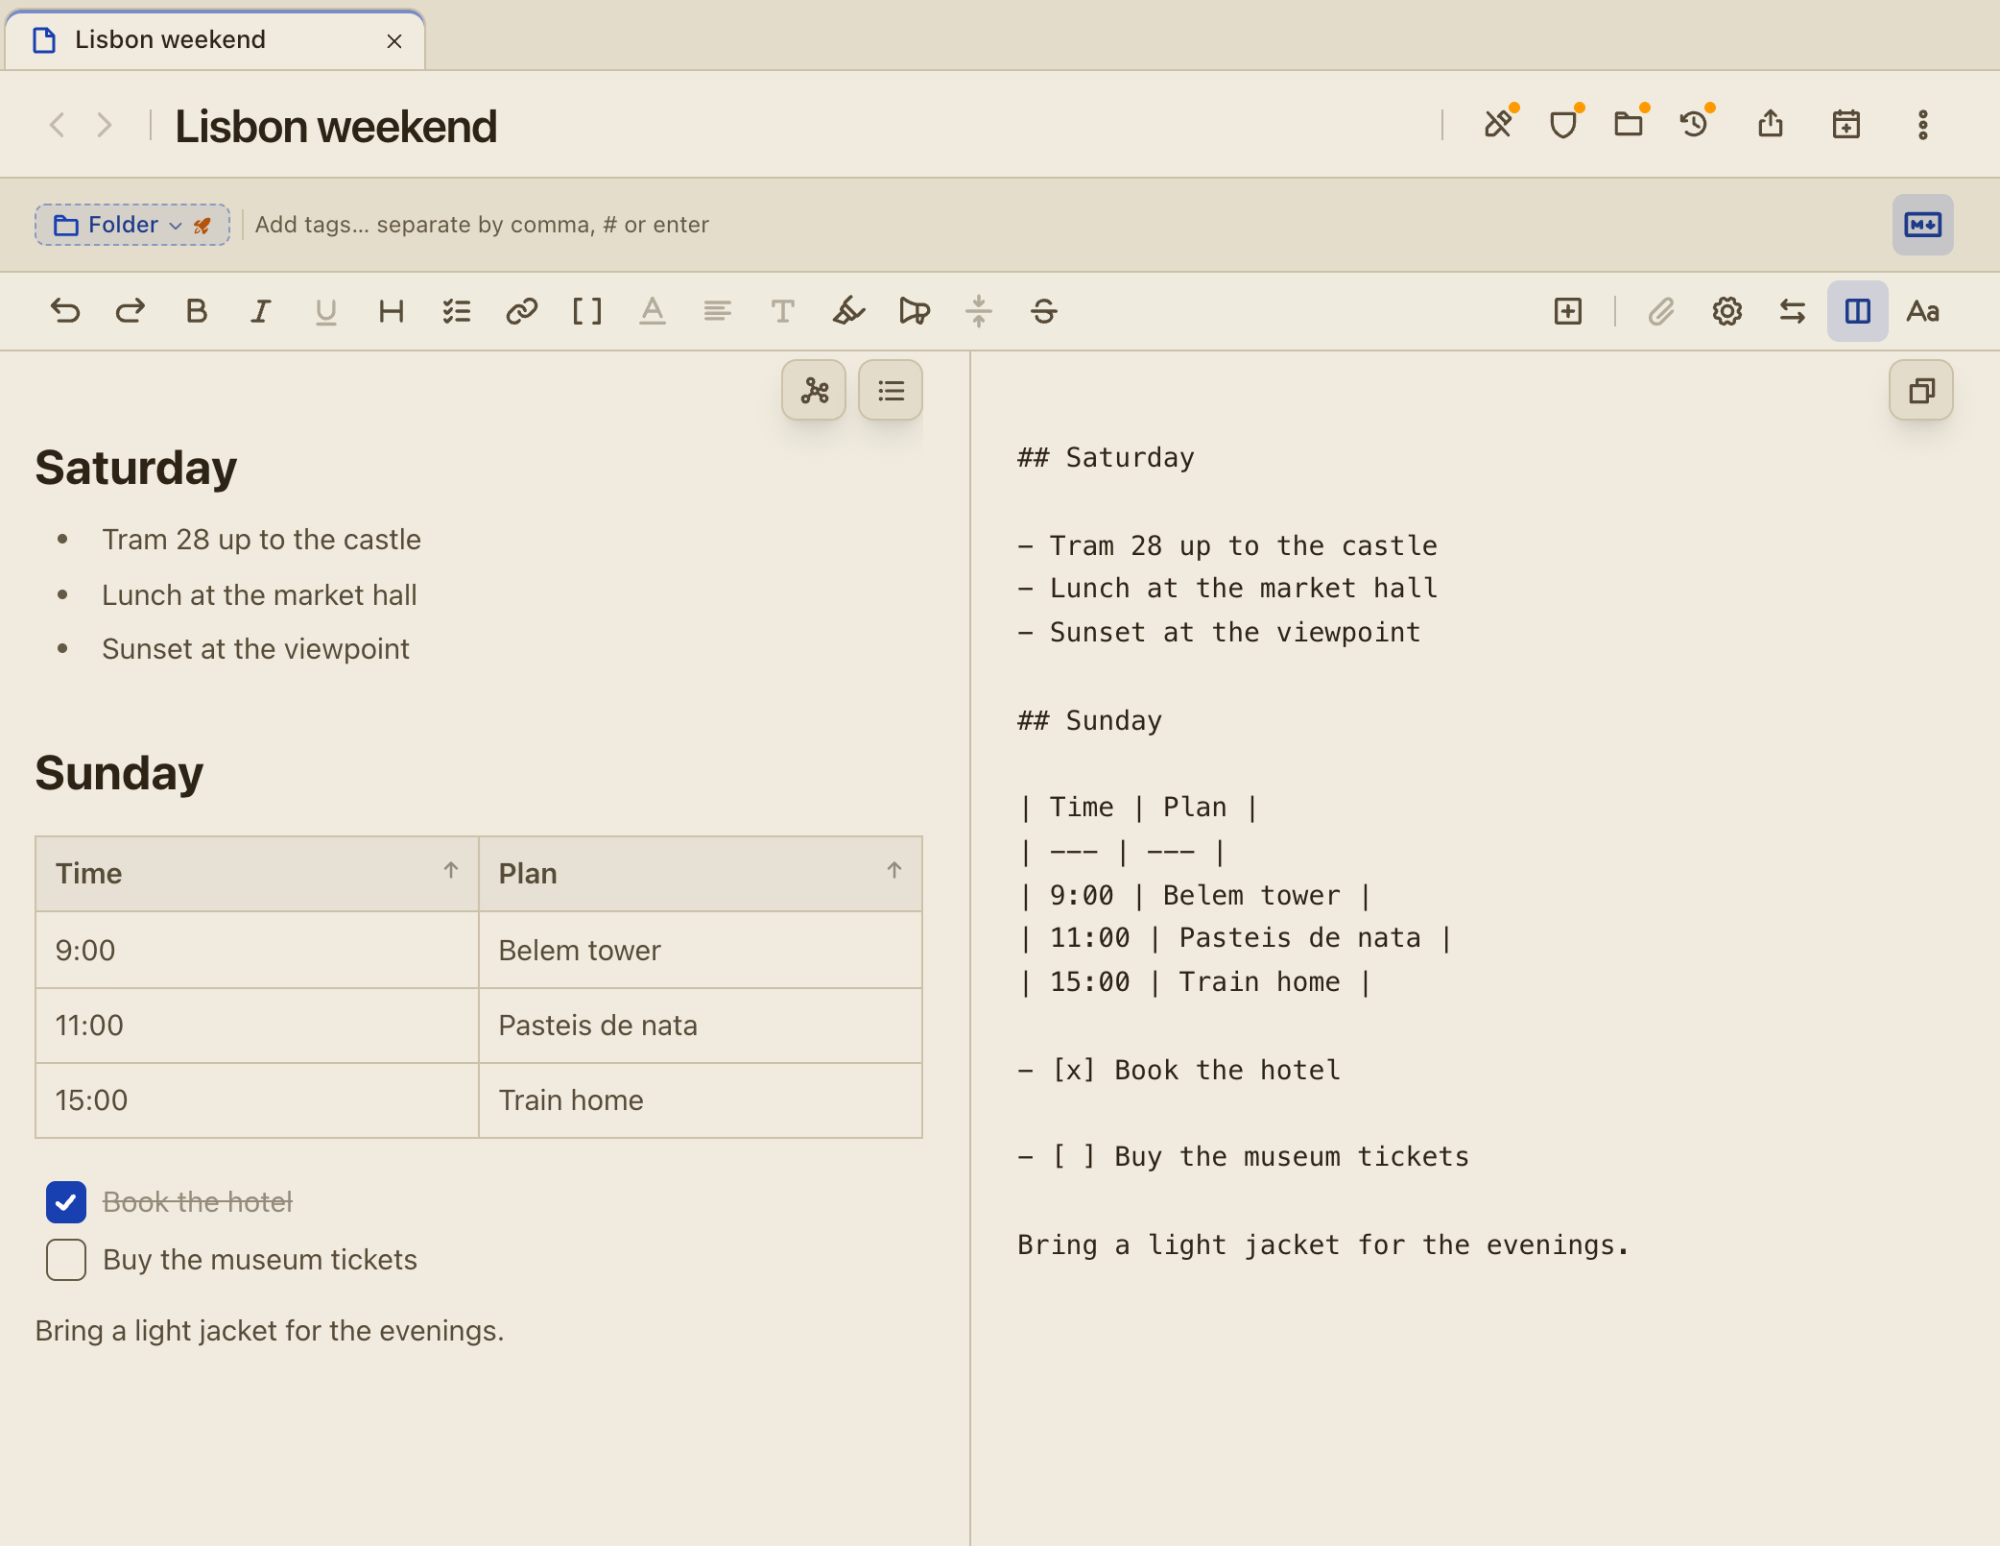 Lisbon weekend
Lisbon weekend
Folder
Add tags... separate by comma, # or enter
M
B I U H [ ] A T S
Aa
Saturday
• Tram 28 up to the castle
• Lunch at the market hall
• Sunset at the viewpoint
Sunday
Time Plan
9:00 Belem tower
11:00 Pasteis de nata
15:00 Train home
Book the hotel
Buy the museum tickets
Bring a light jacket for the evenings.
## Saturday
- Tram 28 up to the castle
- Lunch at the market hall
- Sunset at the viewpoint
## Sunday
| Time | Plan |
| --- | --- |
| 9:00 | Belem tower |
| 11:00 | Pasteis de nata |
| 15:00 | Train home |
- [x] Book the hotel
- [ ] Buy the museum tickets
Bring a light jacket for the evenings.